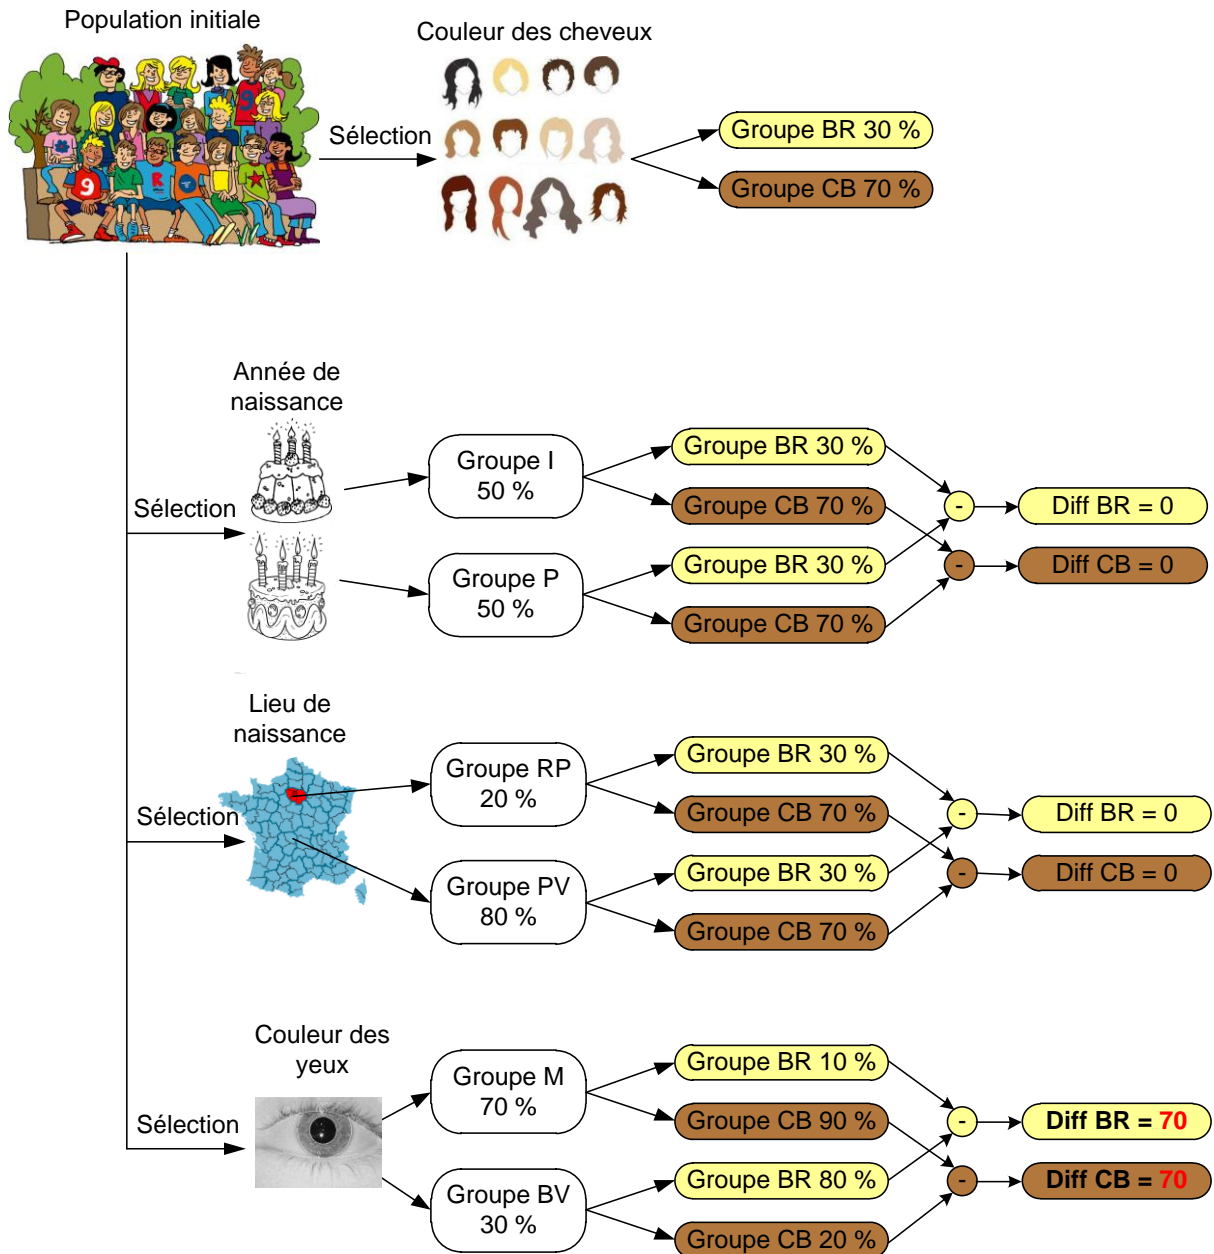 Population initiale
Couleur des cheveux
9
9
R
Sélection
Groupe BR 30 %
Groupe CB 70 %
Année de
naissance
Sélection
Groupe I
50 %
Groupe P
50 %
Groupe BR 30 %
Groupe CB 70 %
Groupe BR 30 %
Groupe CB 70 %
-
-
Diff BR = 0
Diff CB = 0
Lieu de
naissance
Sélection
Groupe RP
20 %
Groupe PV
80 %
Groupe BR 30 %
Groupe CB 70 %
Groupe BR 30 %
Groupe CB 70 %
-
-
Diff BR = 0
Diff CB = 0
Couleur des
yeux
Sélection
Groupe M
70 %
Groupe BV
30 %
Groupe BR 10 %
Groupe CB 90 %
Groupe BR 80 %
Groupe CB 20 %
-
-
Diff BR = 70
Diff CB = 70